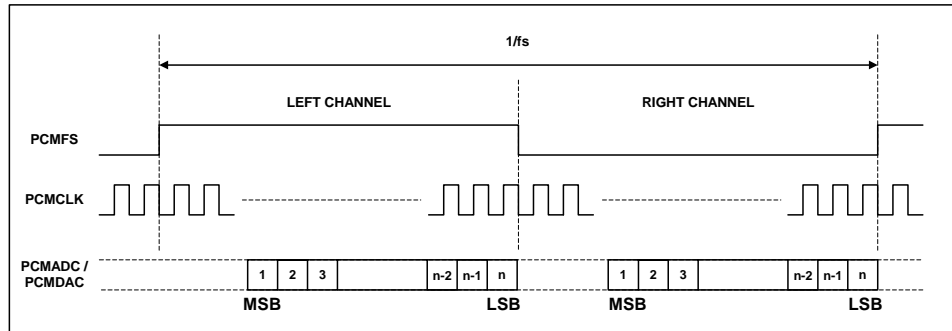 1/fs
LEFT CHANNEL
RIGHT CHANNEL
PCMFS
PCMCLK
PCMADC /
PCMDAC
1 2 3 n-2 n-1 n 1 2 3 n-2 n-1 n
MSB LSB MSB LSB